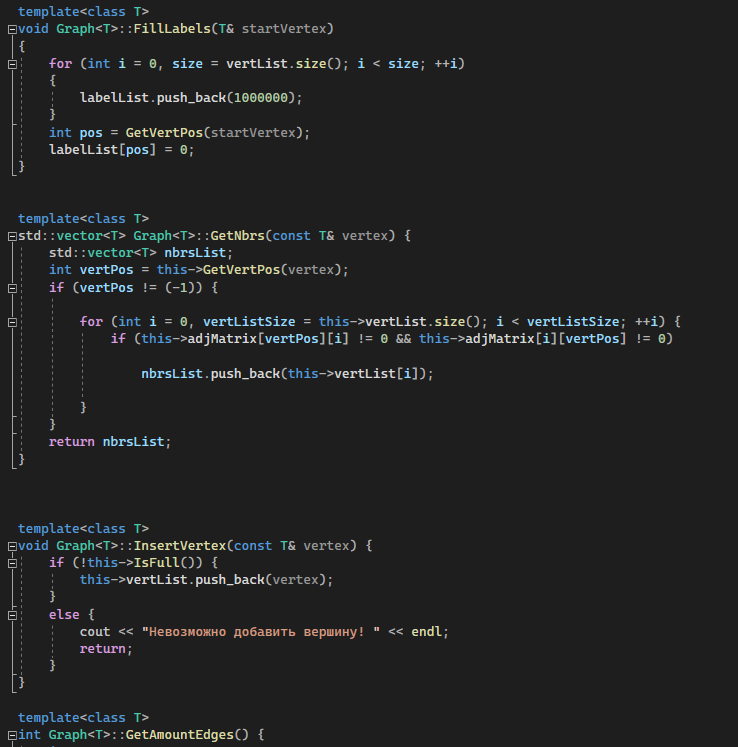 template<class T>
void Graph<T>::FillLabels(T& startVertex)
{
    for (int i = 0, size = vertList.size(); i < size; ++i)
    {
        labelList.push_back(1000000);
    }
    int pos = GetVertPos(startVertex);
    labelList[pos] = 0;
}
template<class T>
std::vector<T> Graph<T>::GetNbrs(const T& vertex) {
    std::vector<T> nbrsList;
    int vertPos = this->GetVertPos(vertex);
    if (vertPos != (-1)) {
        for (int i = 0, vertListSize = this->vertList.size(); i < vertListSize; ++i) {
            if (this->adjMatrix[vertPos][i] != 0 && this->adjMatrix[i][vertPos] != 0)
                nbrsList.push_back(this->vertList[i]);
        }
    }
    return nbrsList;
}
template<class T>
void Graph<T>::InsertVertex(const T& vertex) {
    if (!this->IsFull()) {
        this->vertList.push_back(vertex);
    }
    else {
        cout << "Невозможно добавить вершину! " << endl;
        return;
    }
}
template<class T>
int Graph<T>::GetAmountEdges() {